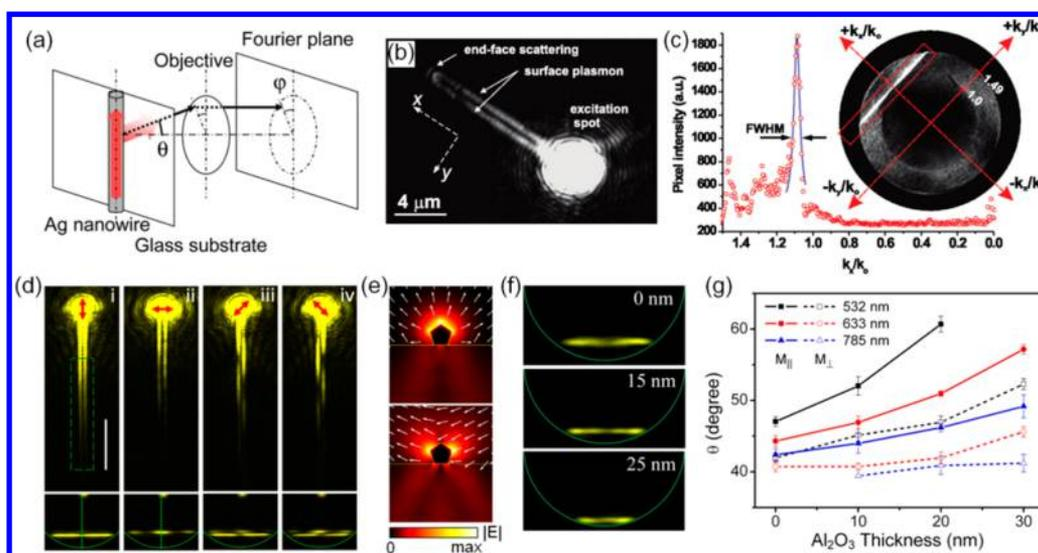 (a)
Fourier plane
Objective
φ
θ
Ag nanowire
Glass substrate
(b)
end-face scattering
surface plasmon
excitation
spot
x
y
4 μm
(c)
Pixel intensity (a.u.)
1800
1600
1400
1200
1000
800
600
400
200
FWHM
1.4 1.2 1.0 0.8 0.6 0.4 0.2 0.0
kx/ko
+kx/ko
+ky/k
1.49
1.0
-ky/ko
-kx/k
(d)
i
ii
iii
iv
(e)
|E|
0
max
(f)
0 nm
15 nm
25 nm
(g)
532 nm
633 nm
785 nm
M||
M⊥
θ (degree)
60
50
40
0 10 20 30
Al2O3 Thickness (nm)